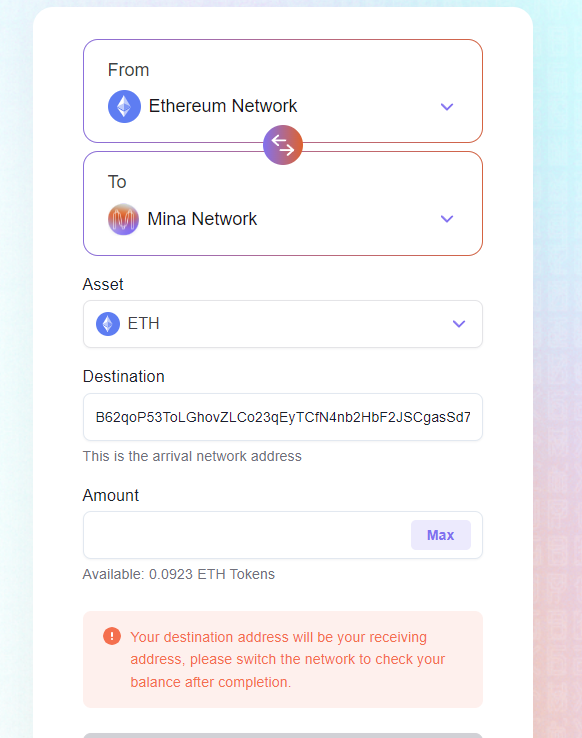 From
Ethereum Network
To
Mina Network
Asset
ETH
Destination
B62qoP53ToLGhovZLCo23qEyTCfN4nb2HbF2JSCgasSd7
This is the arrival network address
Amount
Max
Available: 0.0923 ETH Tokens
Your destination address will be your receiving
address, please switch the network to check your
balance after completion.